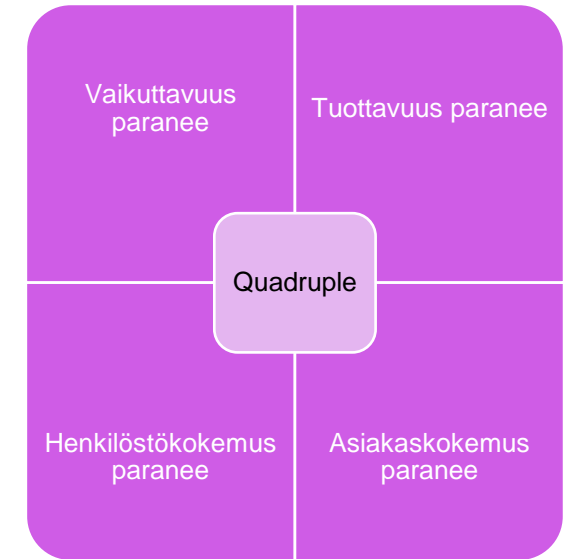 Vaikuttavuus
paranee
Tuottavuus paranee
Quadruple
Henkilöstökokemus
paranee
Asiakaskokemus
paranee